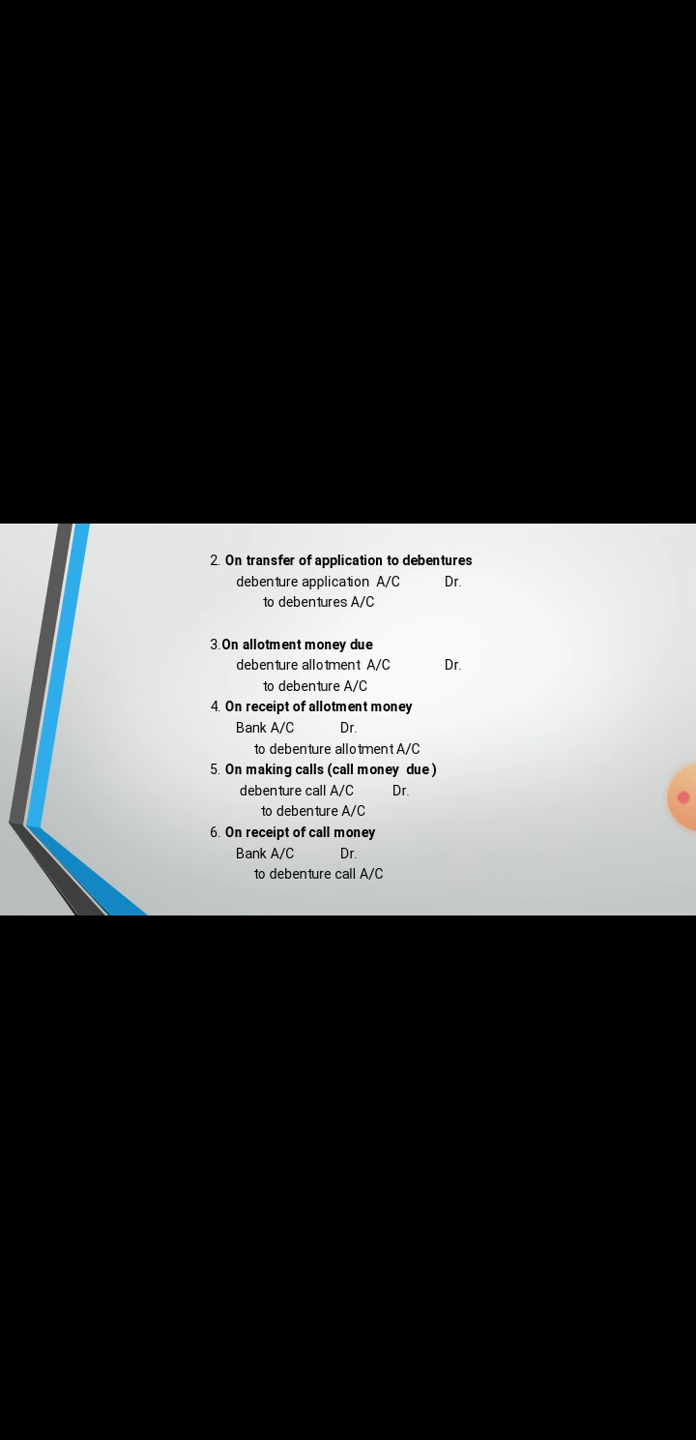 2. On transfer of application to debentures
debenture application A/C Dr.
to debentures A/C
3.On allotment money due
debenture allotment A/C Dr.
to debenture A/C
4. On receipt of allotment money
Bank A/C Dr.
to debenture allotment A/C
5. On making calls (call money due )
debenture call A/C Dr.
to debenture A/C
6. On receipt of call money
Bank A/C Dr.
to debenture call A/C